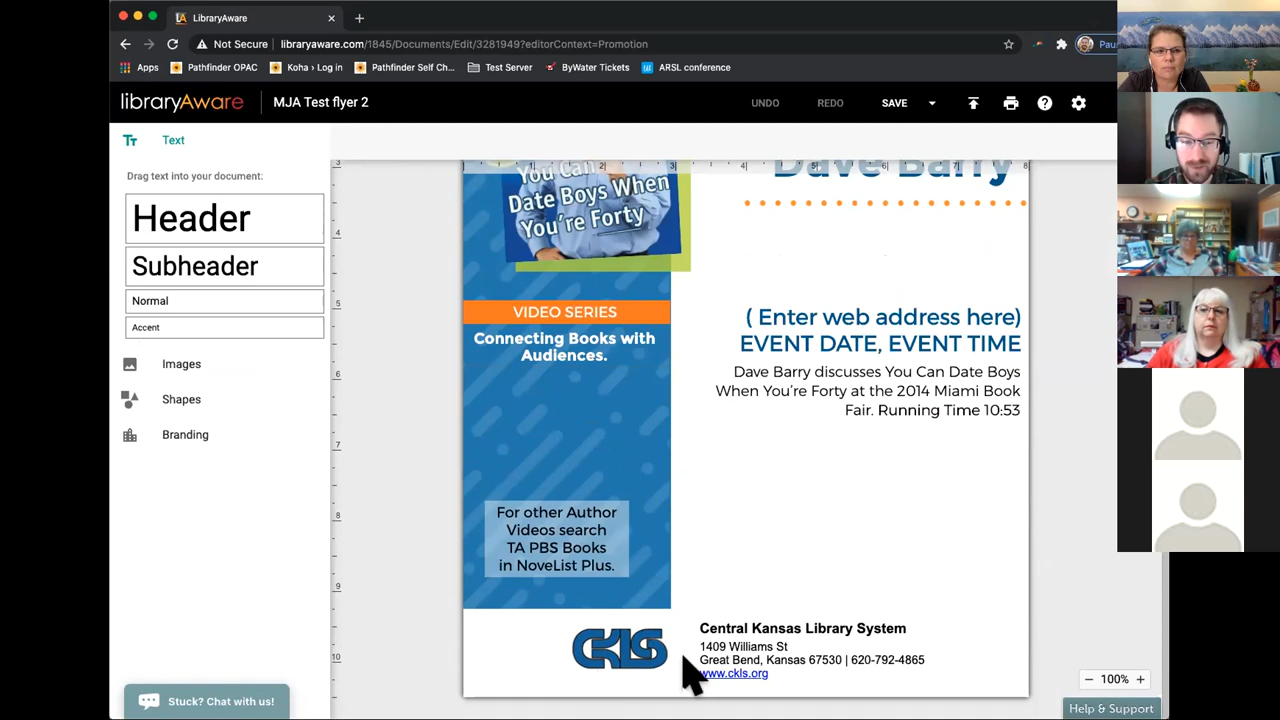 LibraryAware
Not Secure
libraryaware.com/1845/Documents/Edit/3281949?editorContext=Promotion
Apps
Pathfinder OPAC
Koha › Log in
Pathfinder Self Ch...
Test Server
ByWater Tickets
ARSL conference
libraryAware
MJA Test flyer 2
UNDO
REDO
SAVE
Text
Drag text into your document:
Header
Subheader
Normal
Accent
Images
Shapes
Branding
You Can
Date Boys When
You're Forty
Dave Barry
VIDEO SERIES
Connecting Books with
Audiences.
( Enter web address here)
EVENT DATE, EVENT TIME
Dave Barry discusses You Can Date Boys
When You're Forty at the 2014 Miami Book
Fair. Running Time 10:53
For other Author
Videos search
TA PBS Books
in NoveList Plus.
CKLS
Central Kansas Library System
1409 Williams St
Great Bend, Kansas 67530 | 620-792-4865
www.ckls.org
100%
Stuck? Chat with us!
Help & Support